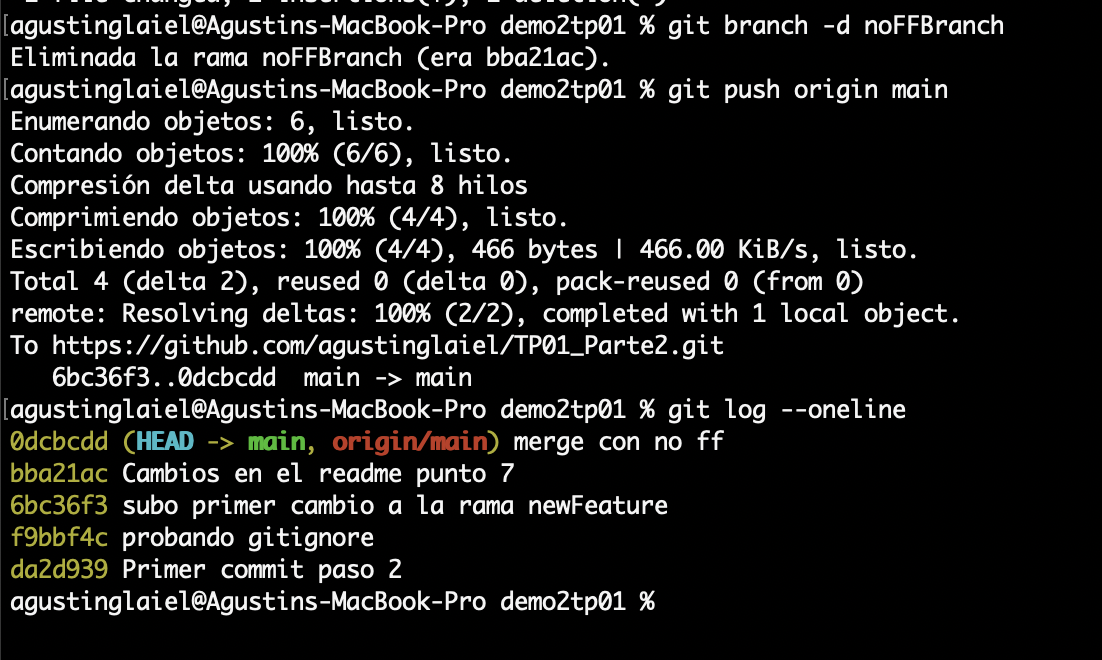 [agustinglaiel@Agustins-MacBook-Pro demo2tp01 % git branch -d noFFBranch
Eliminada la rama noFFBranch (era bba21ac).
[agustinglaiel@Agustins-MacBook-Pro demo2tp01 % git push origin main
Enumerando objetos: 6, listo.
Contando objetos: 100% (6/6), listo.
Compresión delta usando hasta 8 hilos
Comprimiendo objetos: 100% (4/4), listo.
Escribiendo objetos: 100% (4/4), 466 bytes | 466.00 KiB/s, listo.
Total 4 (delta 2), reused 0 (delta 0), pack-reused 0 (from 0)
remote: Resolving deltas: 100% (2/2), completed with 1 local object.
To https://github.com/agustinglaiel/TP01_Parte2.git
   6bc36f3..0dcbcdd  main -> main
[agustinglaiel@Agustins-MacBook-Pro demo2tp01 % git log --oneline
0dcbcdd (HEAD -> main, origin/main) merge con no ff
bba21ac Cambios en el readme punto 7
6bc36f3 subo primer cambio a la rama newFeature
f9bbf4c probando gitignore
da2d939 Primer commit paso 2
agustinglaiel@Agustins-MacBook-Pro demo2tp01 %